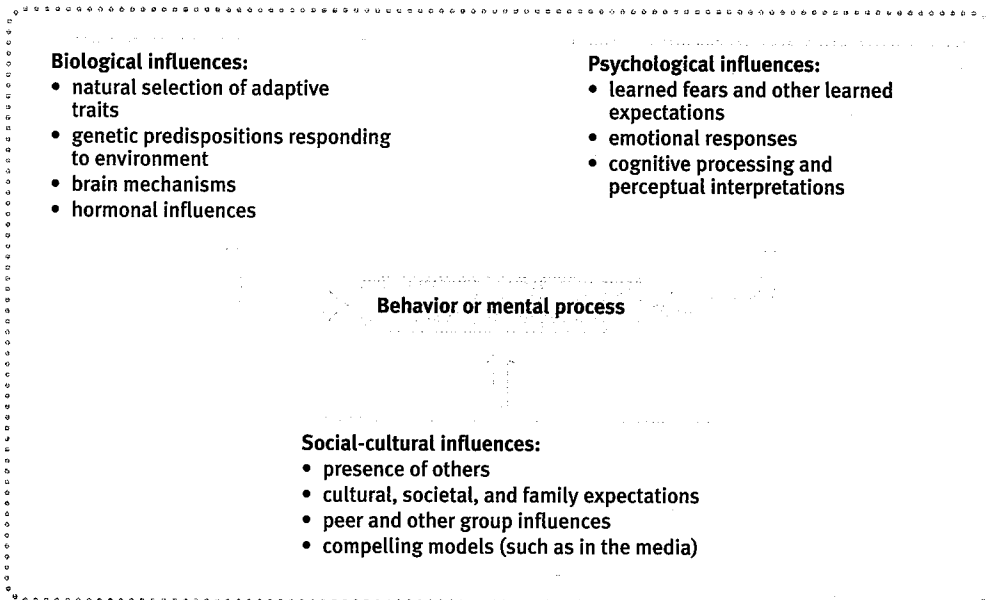 Biological influences:
• natural selection of adaptive
traits
• genetic predispositions responding
to environment
• brain mechanisms
• hormonal influences
Psychological influences:
• learned fears and other learned
expectations
• emotional responses
• cognitive processing and
perceptual interpretations
Behavior or mental process
Social-cultural influences:
• presence of others
• cultural, societal, and family expectations
• peer and other group influences
• compelling models (such as in the media)